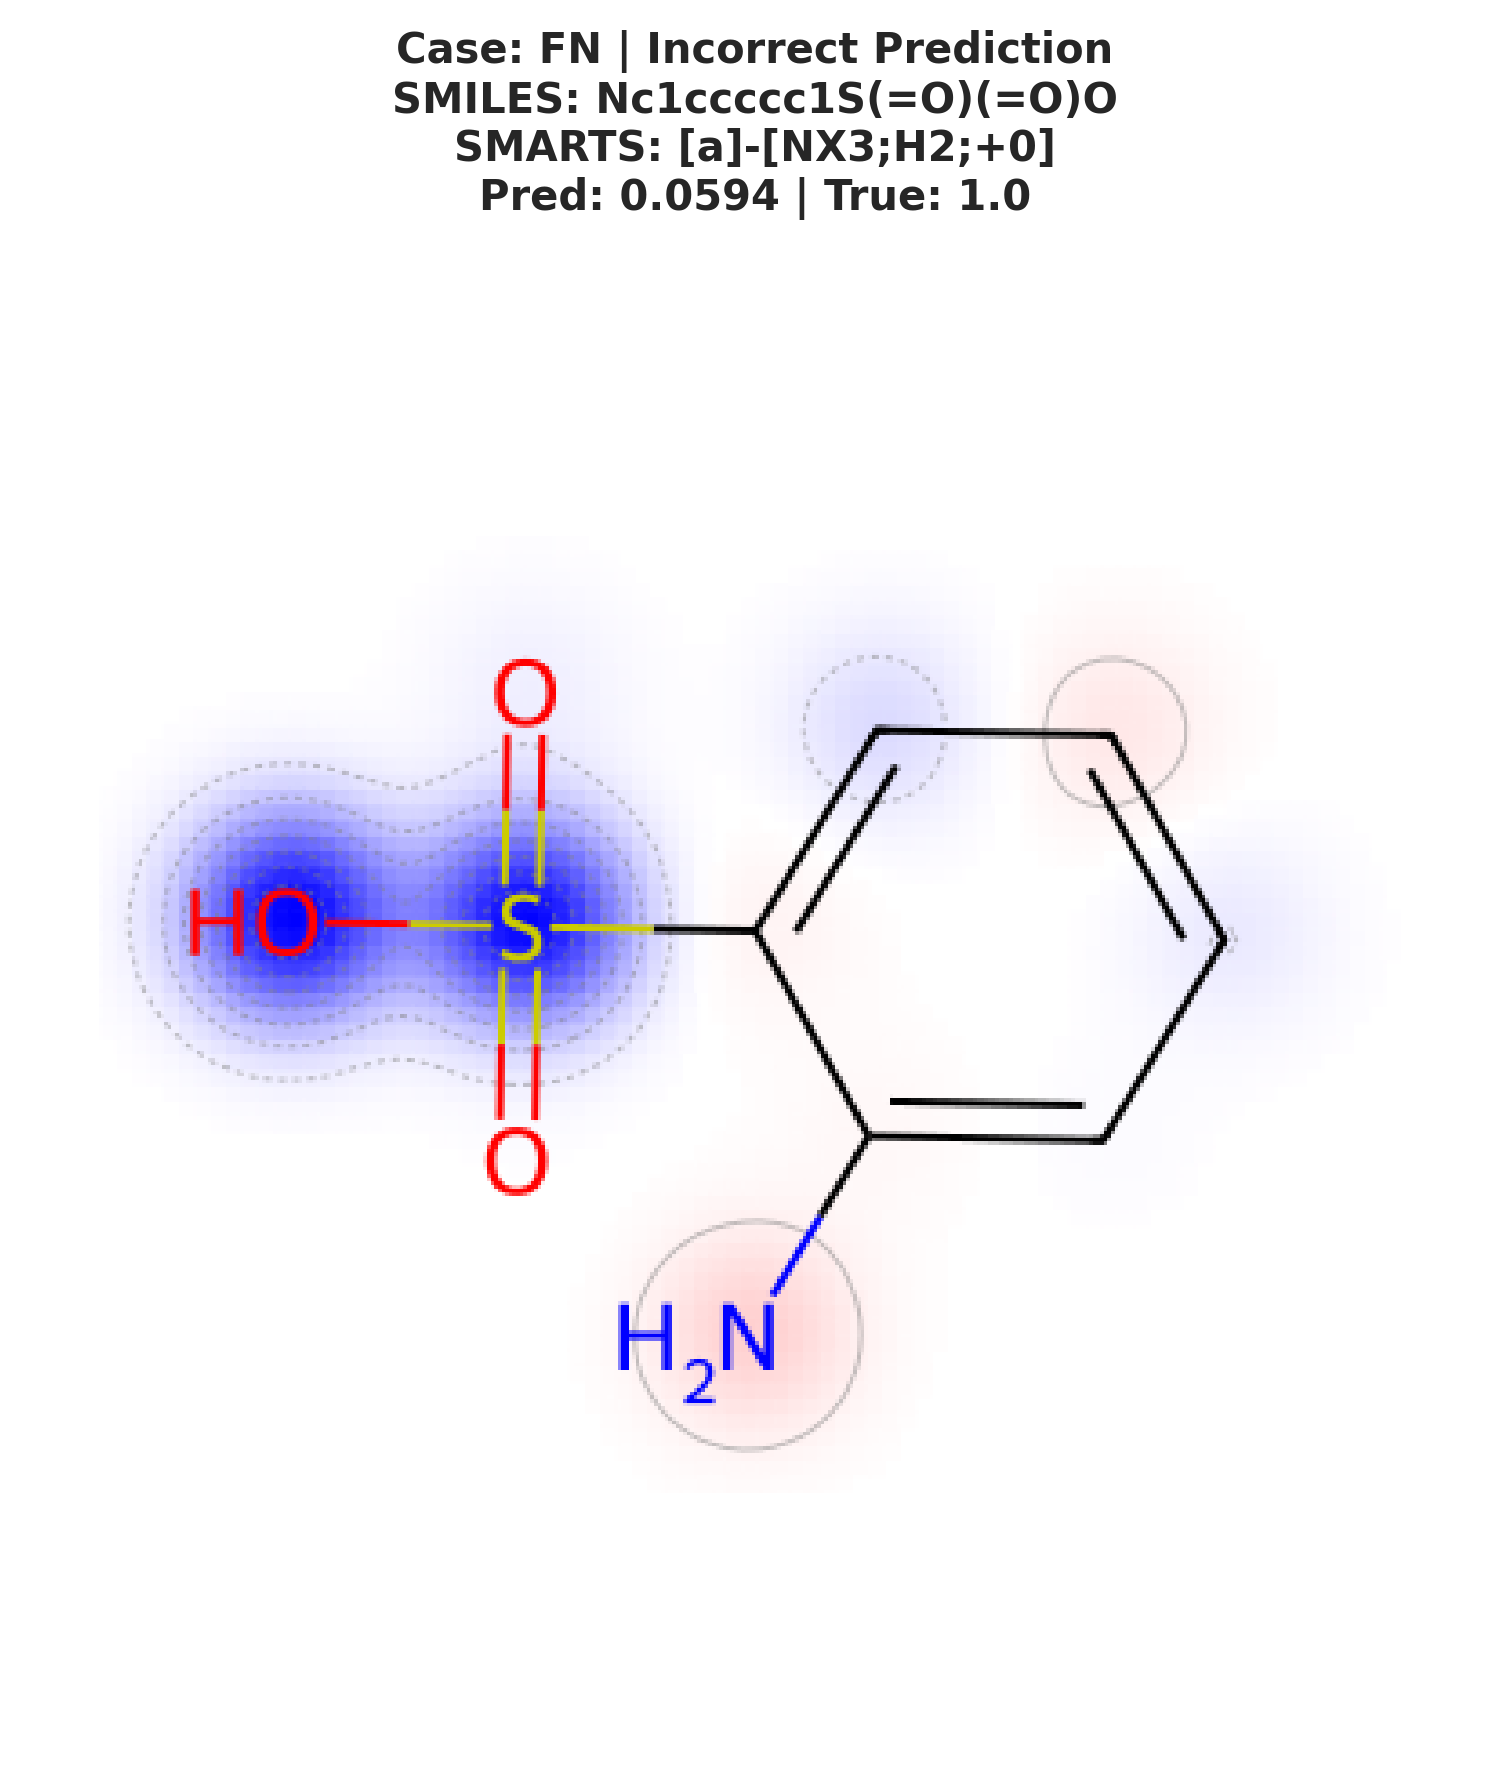 Case: FN | Incorrect Prediction
SMILES: Nc1ccccc1S(=O)(=O)O
SMARTS: [a]-[NX3;H2;+0]
Pred: 0.0594 | True: 1.0
O
HO S
O
H2N